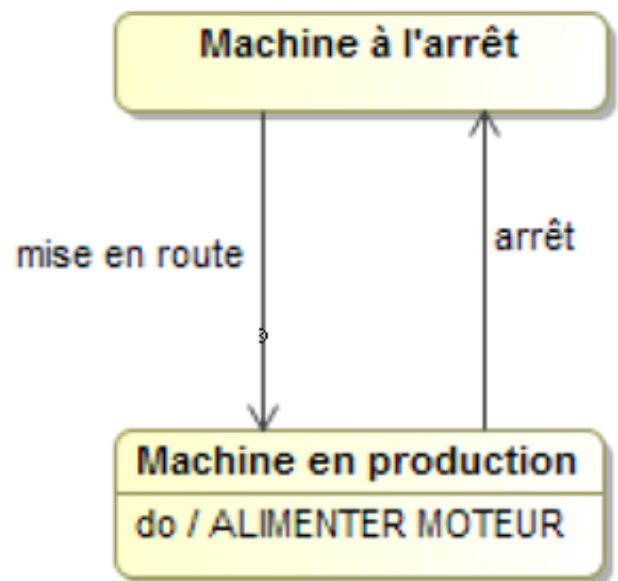 Machine à l'arrêt
mise en route
arrêt
Machine en production
do / ALIMENTER MOTEUR